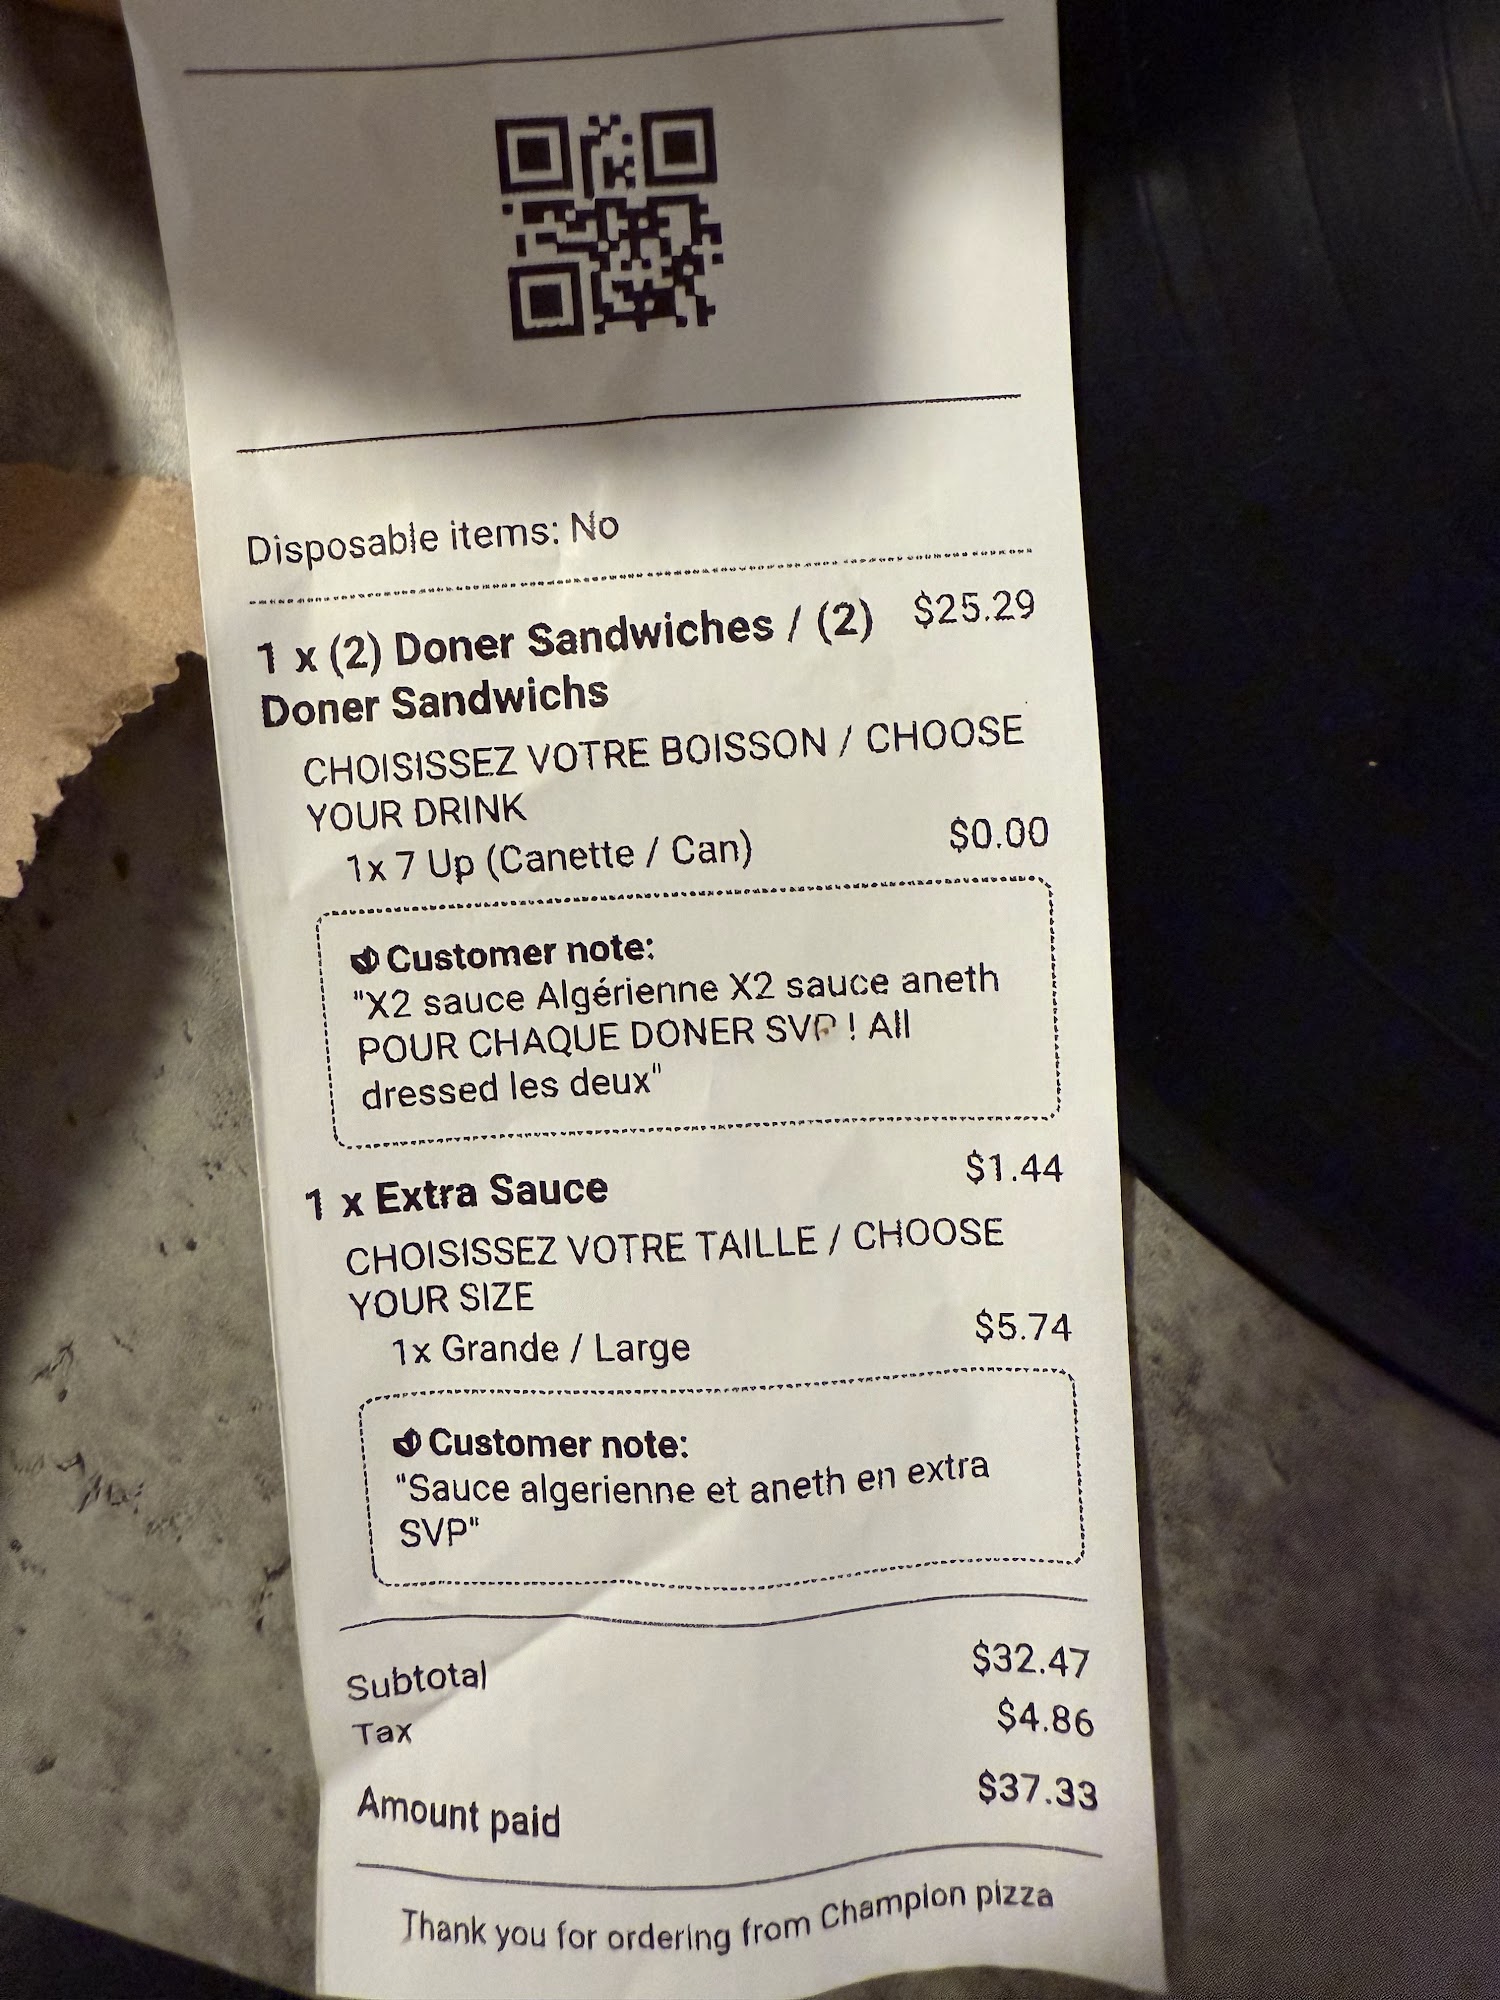 Disposable items: No
1 x (2) Doner Sandwiches / (2) $25.29
Doner Sandwichs
CHOISISSEZ VOTRE BOISSON / CHOOSE
YOUR DRINK
1x 7 Up (Canette / Can) $0.00
Customer note:
"X2 sauce Algérienne X2 sauce aneth
POUR CHAQUE DONER SVP ! All
dressed les deux"
1 x Extra Sauce $1.44
CHOISISSEZ VOTRE TAILLE / CHOOSE
YOUR SIZE
1x Grande / Large $5.74
Customer note:
"Sauce algerienne et aneth en extra
SVP"
Subtotal $32.47
Tax $4.86
Amount paid $37.33
Thank you for ordering from Champion pizza